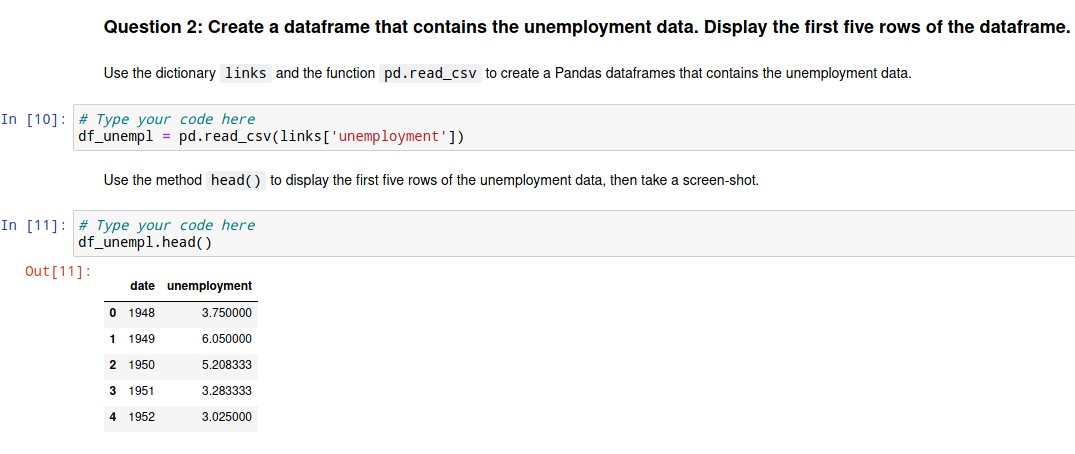 Question 2: Create a dataframe that contains the unemployment data. Display the first five rows of the dataframe.
Use the dictionary links and the function pd.read_csv to create a Pandas dataframes that contains the unemployment data.
In [10]: # Type your code here
df_unempl = pd.read_csv(links['unemployment'])
Use the method head() to display the first five rows of the unemployment data, then take a screen-shot.
In [11]: # Type your code here
df_unempl.head()
Out[11]:
date unemployment
0 1948 3.750000
1 1949 6.050000
2 1950 5.208333
3 1951 3.283333
4 1952 3.025000